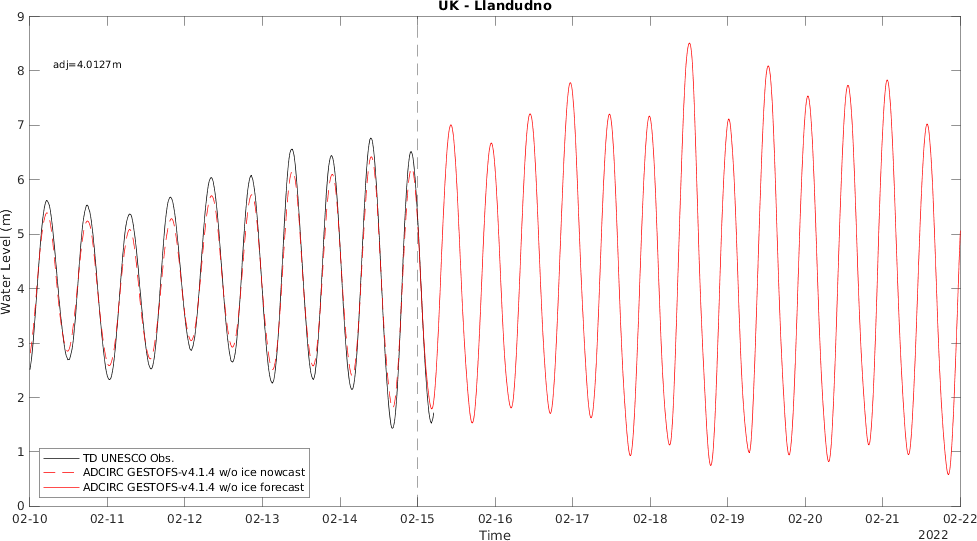 UK - Llandudno
9
8
7
6
5
4
3
2
1
0
Water Level (m)
adj=4.0127m
TD UNESCO Obs.
ADCIRC GESTOFS-v4.1.4 w/o ice nowcast
ADCIRC GESTOFS-v4.1.4 w/o ice forecast
02-10 02-11 02-12 02-13 02-14 02-15 02-16 02-17 02-18 02-19 02-20 02-21 02-22
Time
2022